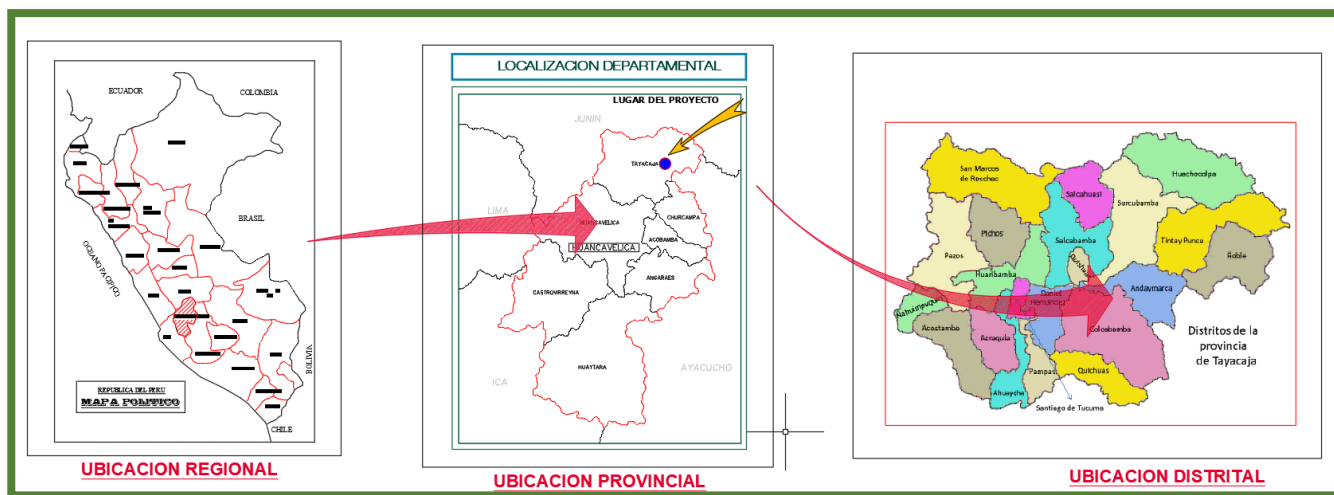 ECUADOR
COLOMBIA
BRASIL
OCEANO PACIFICO
BOLIVIA
CHILE
REPUBLICA DEL PERU
MAPA POLITICO
UBICACION REGIONAL
LOCALIZACION DEPARTAMENTAL
LUGAR DEL PROYECTO
JUNIN
TAYACAJA
LIMA
HUANCAVELICA
CHURCAMPA
ACOBAMBA
HUANCAVELICA
ANGARAES
CASTROVIRREYNA
HUAYTARA
ICA
AYACUCHO
UBICACION PROVINCIAL
San Marcos
de Rocchac
Salcahuasi
Huachocolpa
Surcubamba
Pichos
Salcabamba
Tintay Puncu
Roble
Pazos
Huaribamba
Andaymarca
Daniel
Hernandez
Acostambo
Acraquia
Colcabamba
Distritos de la
provincia
de Tayacaja
Pampas
Quichuas
Ahuaycha
Santiago de Tucuma
UBICACION DISTRITAL